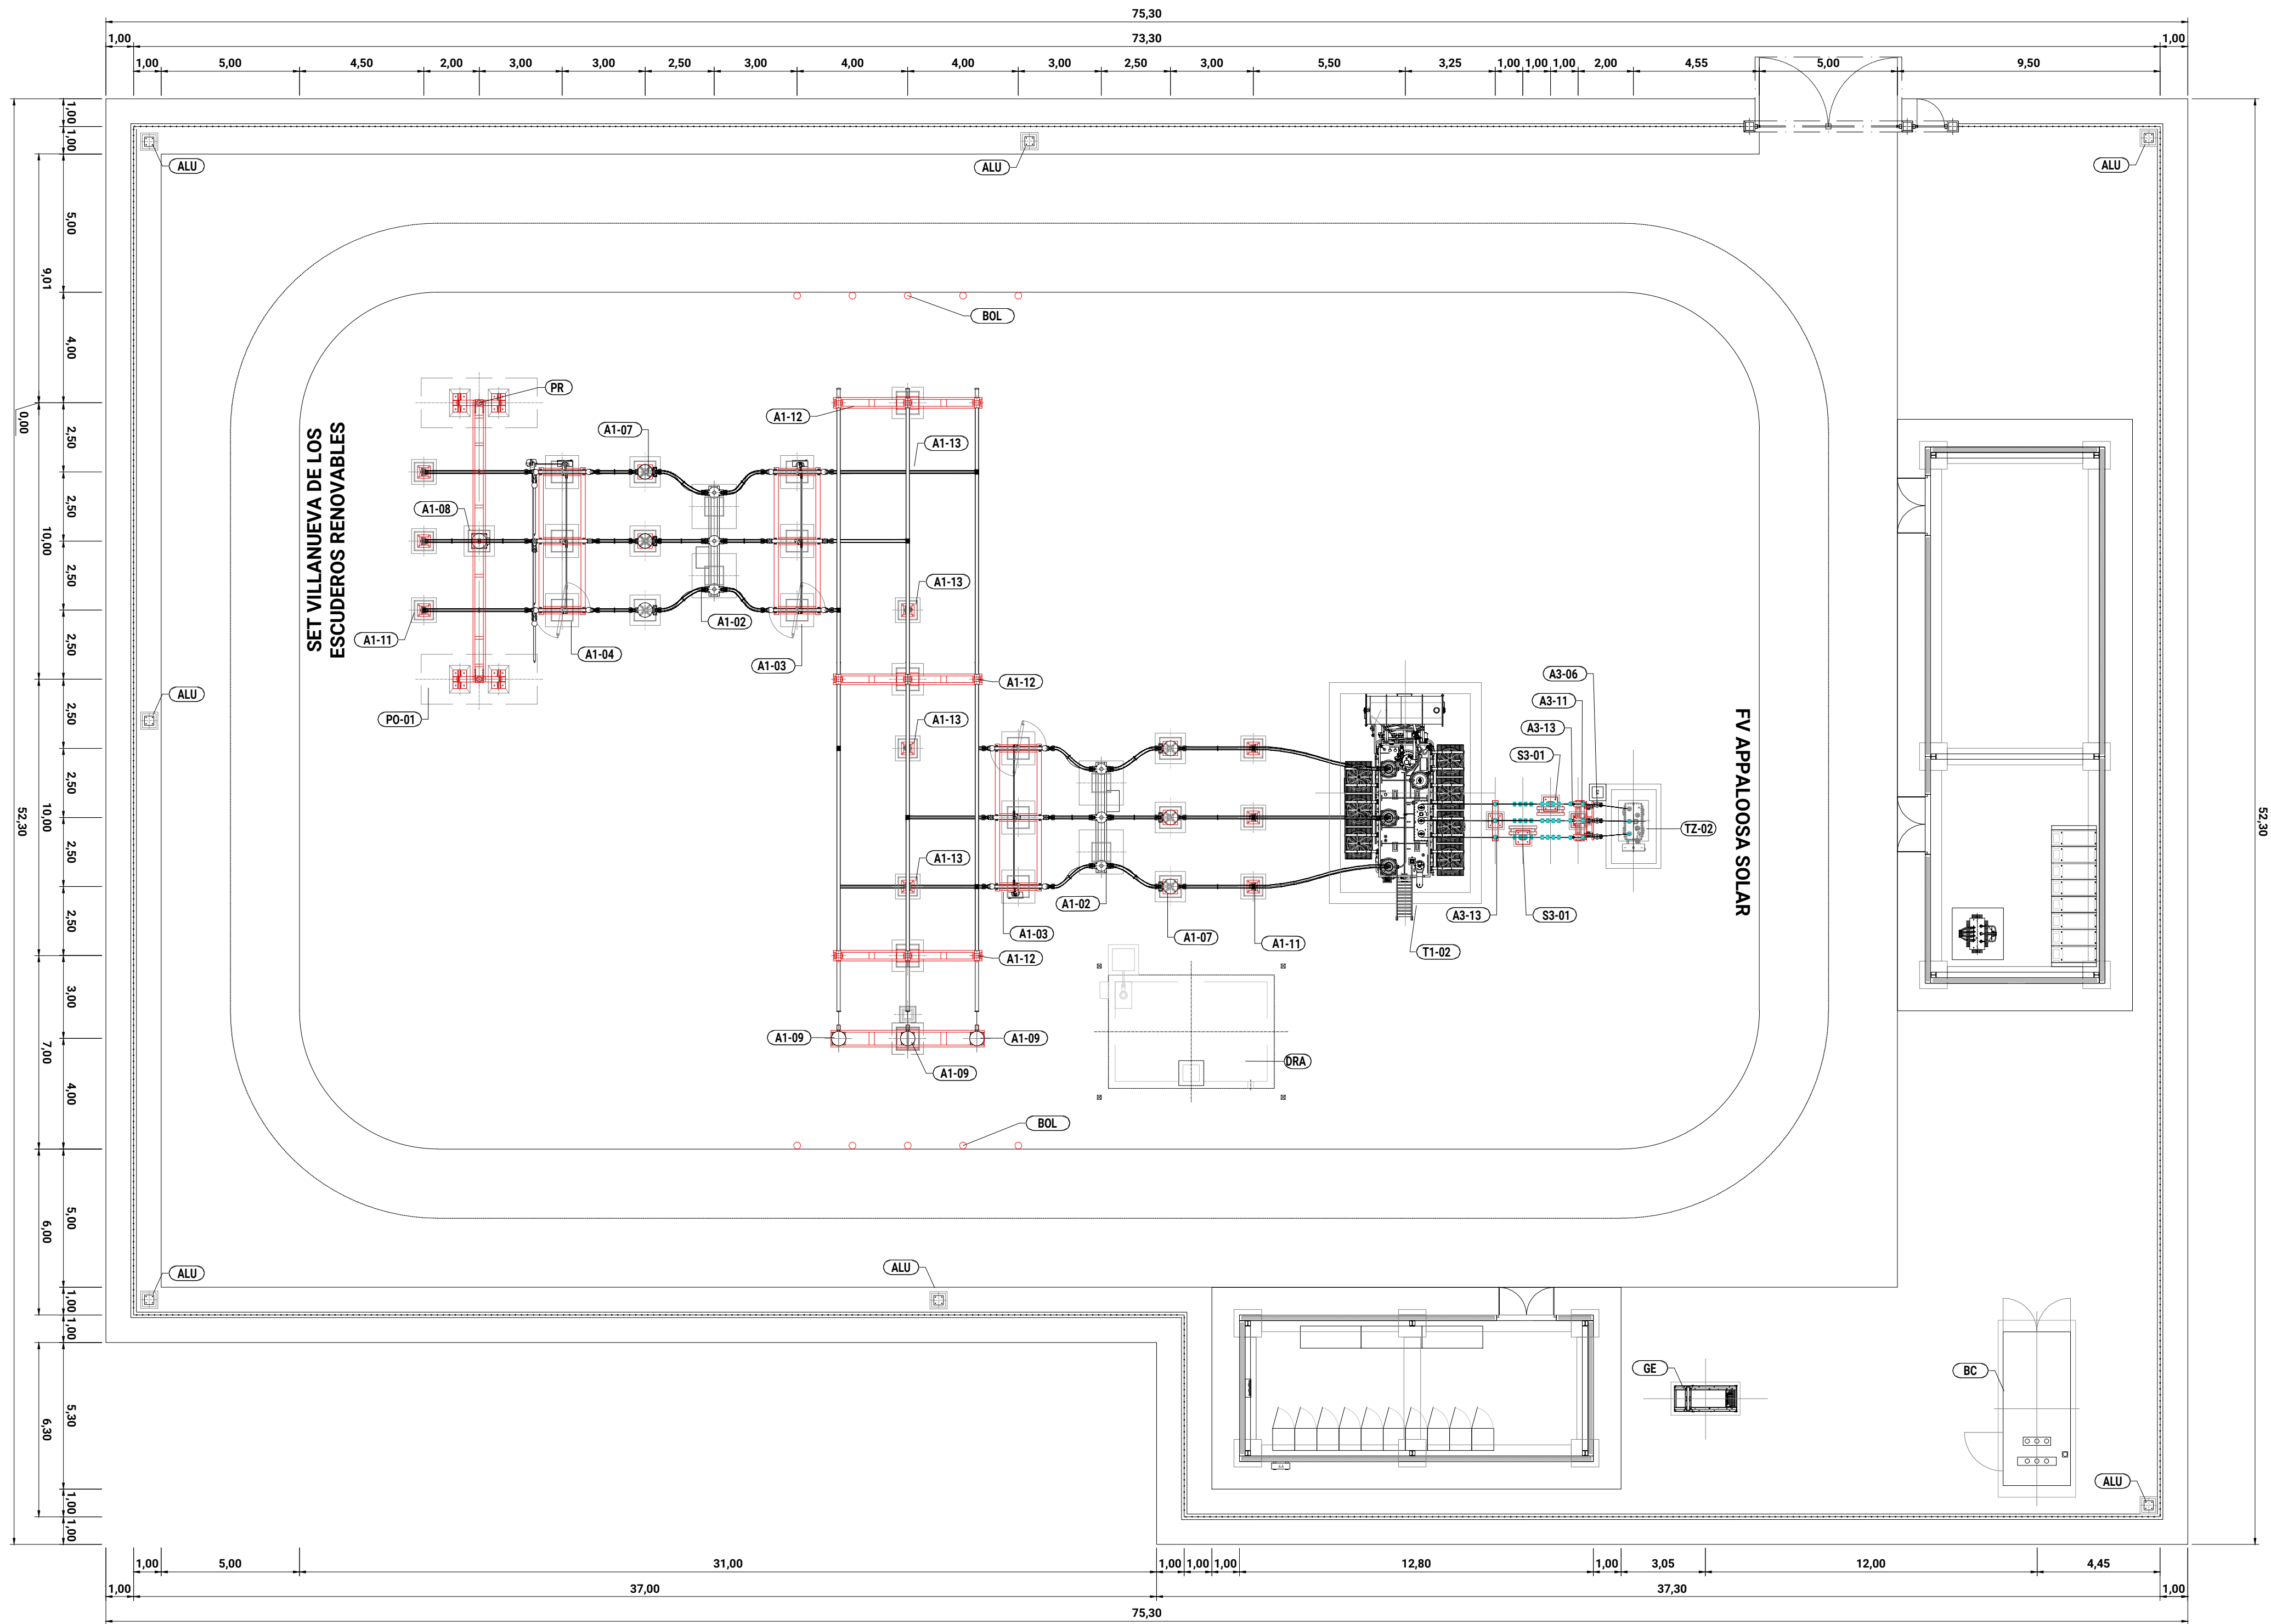 75,30
1,00 73,30 1,00
1,00 5,00 4,50 2,00 3,00 3,00 2,50 3,00 4,00 4,00 3,00 2,50 3,00 5,50 3,25 1,00 1,00 1,00 2,00 4,55 5,00 9,50
1,00
1,00
5,00
4,00
2,50
2,50
2,50
2,50
2,50
2,50
2,50
2,50
3,00
4,00
5,00
1,00
1,00
5,30
1,00
1,00
9,01
10,00
10,00
7,00
6,00
6,30
0,00
52,30
52,30
ALU
ALU
ALU
BOL
PR
A1-12
A1-07
A1-13
SET VILLANUEVA DE LOS
ESCUDEROS RENOVABLES
A1-08
A1-13
A1-02
A1-11
A1-04
A1-03
A3-06
A1-12
ALU
A3-11
PO-01
A1-13
A3-13
S3-01
FV APPALOOSA SOLAR
TZ-02
A1-13
A1-02
A3-13
S3-01
A1-03
A1-07
A1-11
T1-02
A1-12
A1-09
A1-09
DRA
A1-09
BOL
ALU
ALU
GE
BC
ALU
1,00 5,00 31,00 1,00 1,00 1,00 12,80 1,00 3,05 12,00 4,45
1,00 37,00 37,30 1,00
75,30